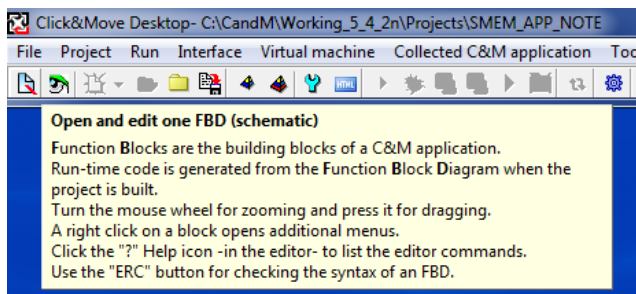 Click&Move Desktop- C:\CandM\Working_5_4_2n\Projects\SMEM_APP_NOTE
File Project Run Interface Virtual machine Collected C&M application Too
HTML
Open and edit one FBD (schematic)
Function Blocks are the building blocks of a C&M application.
Run-time code is generated from the Function Block Diagram when the
project is built.
Turn the mouse wheel for zooming and press it for dragging.
A right click on a block opens additional menus.
Click the "?" Help icon -in the editor- to list the editor commands.
Use the "ERC" button for checking the syntax of an FBD.